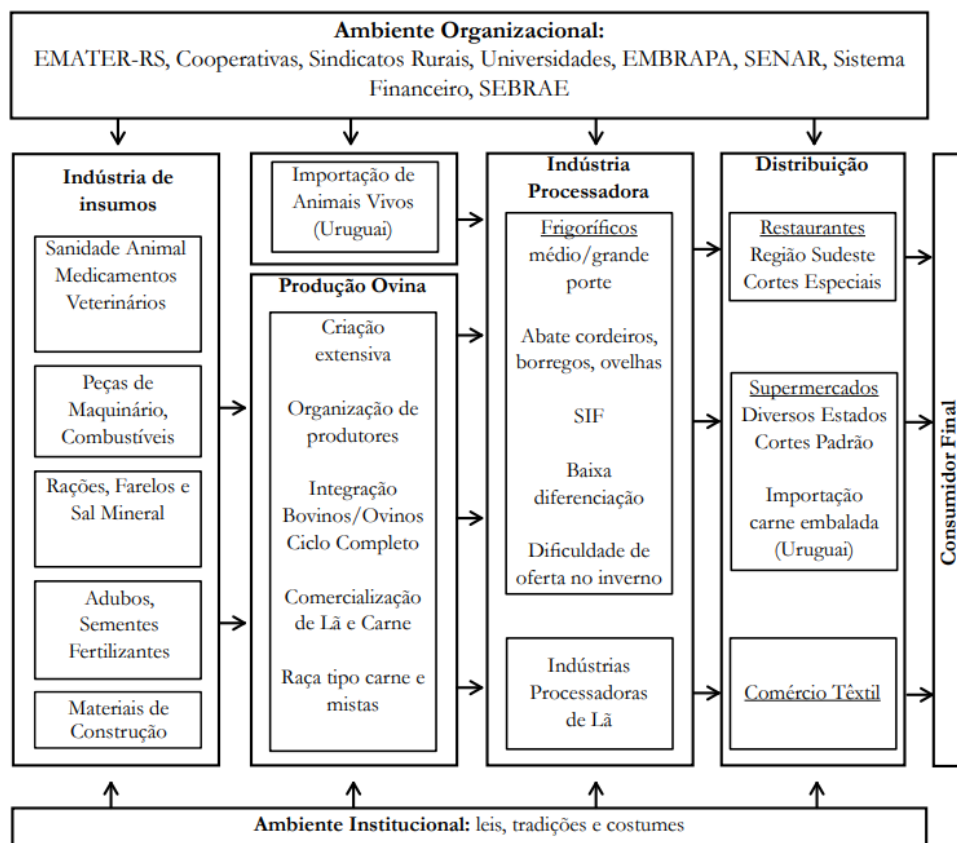 Ambiente Organizacional:
EMATER-RS, Cooperativas, Sindicatos Rurais, Universidades, EMBRAPA, SENAR, Sistema
Financeiro, SEBRAE
Indústria de
insumos
Sanidade Animal
Medicamentos
Veterinários
Peças de
Maquinário,
Combustíveis
Rações, Farelos e
Sal Mineral
Adubos,
Sementes
Fertilizantes
Materiais de
Construção
Importação de
Animais Vivos
(Uruguai)
Produção Ovina
Criação
extensiva
Organização de
produtores
Integração
Bovinos/Ovinos
Ciclo Completo
Comercialização
de Lã e Carne
Raça tipo carne e
mistas
Indústria
Processadora
Frigoríficos
médio/grande
porte
Abate cordeiros,
borregos, ovelhas
SIF
Baixa
diferenciação
Dificuldade de
oferta no inverno
Indústrias
Processadoras
de Lã
Distribuição
Restaurantes
Região Sudeste
Cortes Especiais
Supermercados
Diversos Estados
Cortes Padrão
Importação
carne embalada
(Uruguai)
Comércio Têxtil
Consumidor Final
Ambiente Institucional: leis, tradições e costumes